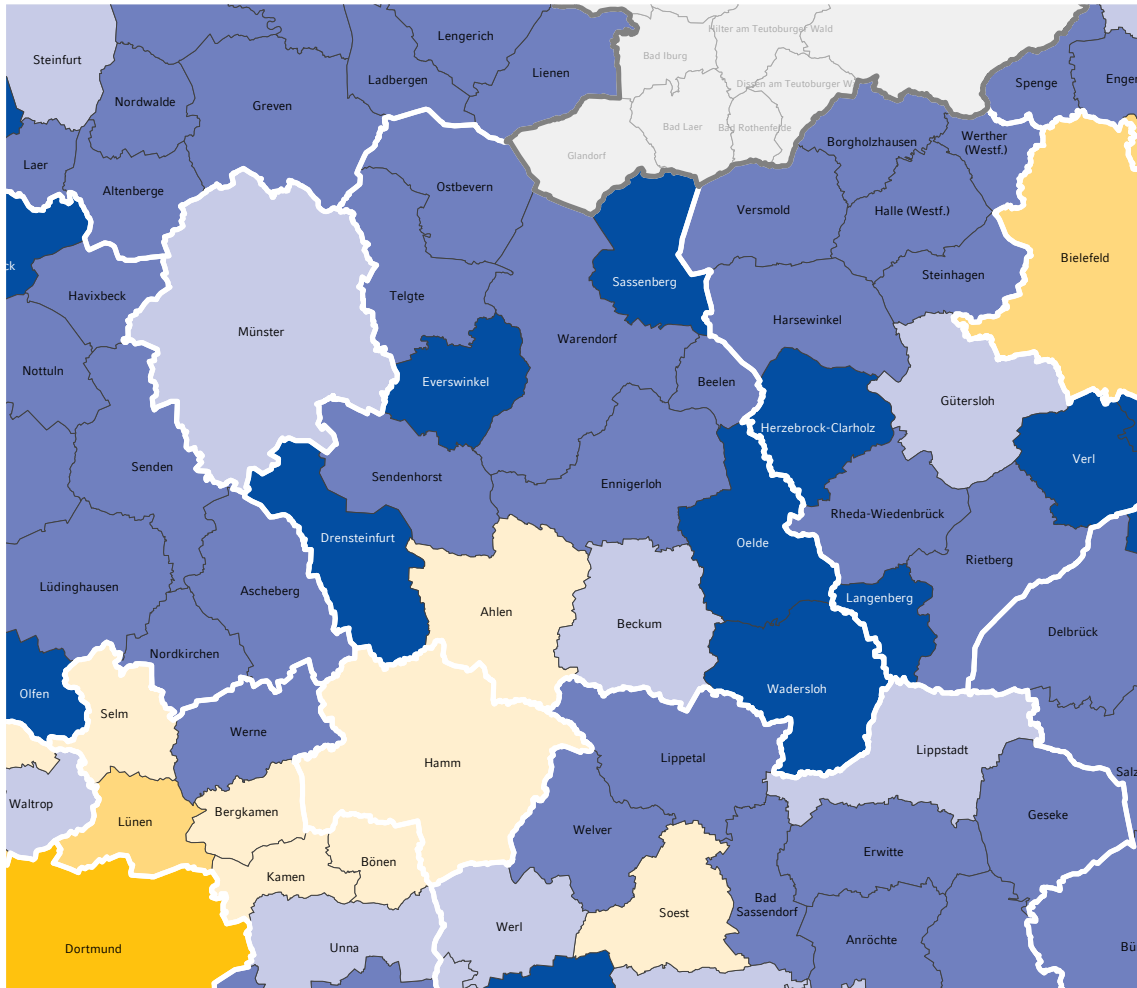 Lengerich
Hilter am Teutoburger Wald
Steinfurt
Bad Iburg
Lienen
Ladbergen
Spenge
Enger
Dissen am Teutoburger W
Nordwalde
Greven
Bad Laer
Bad Rothenfelde
Werther
(Westf.)
Borgholzhausen
Glandorf
Laer
Altenberge
Ostbevern
Versmold
Halle (Westf.)
Bielefeld
ck
Steinhagen
Sassenberg
Havixbeck
Telgte
Harsewinkel
Münster
Warendorf
Nottuln
Everswinkel
Beelen
Gütersloh
Herzebrock-Clarholz
Verl
Senden
Sendenhorst
Ennigerloh
Rheda-Wiedenbrück
Drensteinfurt
Oelde
Rietberg
Lüdinghausen
Ascheberg
Langenberg
Ahlen
Beckum
Delbrück
Nordkirchen
Olfen
Wadersloh
Selm
Werne
Lippstadt
Lippetal
Hamm
Salz
Waltrop
Bergkamen
Geseke
Lünen
Welver
Erwitte
Bönen
Kamen
Bad
Sassendorf
Soest
Werl
Anröchte
Dortmund
Unna
Bü